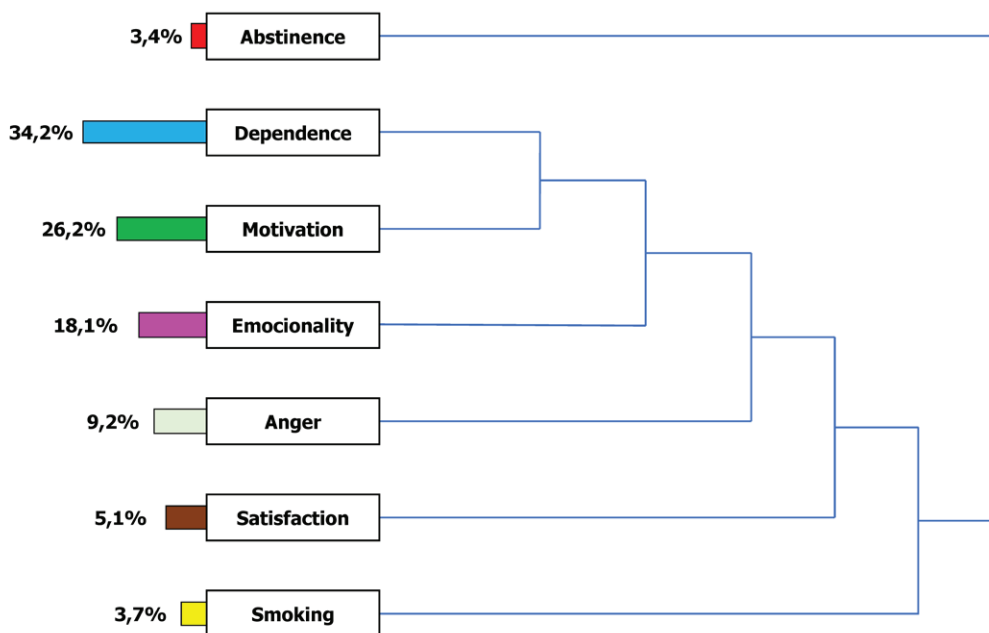 3,4% Abstinence
34,2% Dependence
26,2% Motivation
18,1% Emocionality
9,2% Anger
5,1% Satisfaction
3,7% Smoking